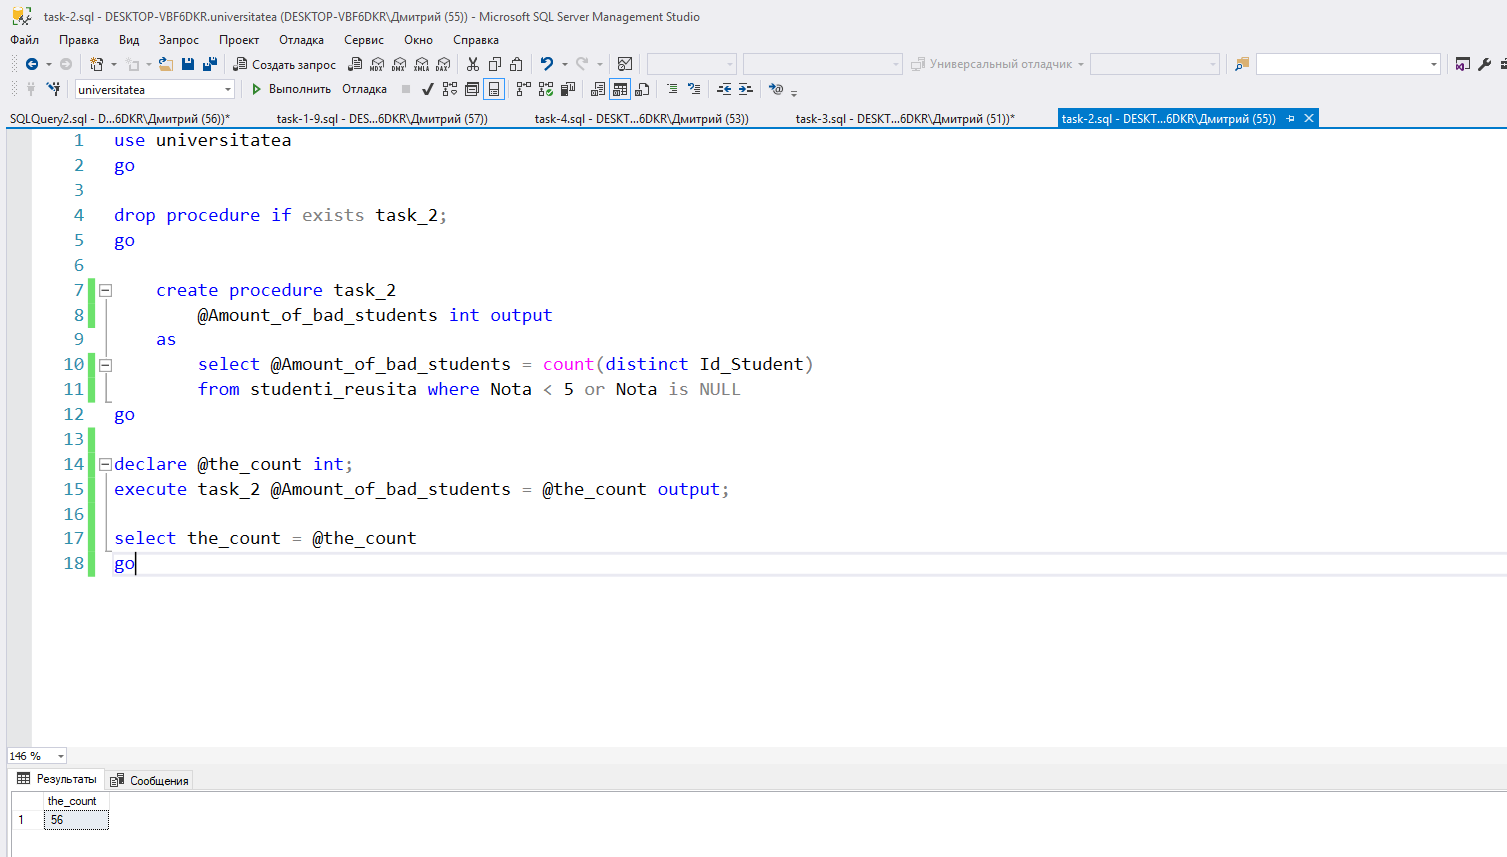 task-2.sql - DESKTOP-VBF6DKR.universitatea (DESKTOP-VBF6DKR\Дмитрий (55)) - Microsoft SQL Server Management Studio
Файл Правка Вид Запрос Проект Отладка Сервис Окно Справка
Создать запрос MDX DMX XMLA DAX Универсальный отладчик
universitatea Выполнить Отладка
SQLQuery2.sql - D...6DKR\Дмитрий (56))* task-1-9.sql - DES...6DKR\Дмитрий (57)) task-4.sql - DESKT...6DKR\Дмитрий (53)) task-3.sql - DESKT...6DKR\Дмитрий (51))* task-2.sql - DESKT...6DKR\Дмитрий (55))
1 use universitatea
2 go
3
4 drop procedure if exists task_2;
5 go
6
7 create procedure task_2
8 @Amount_of_bad_students int output
9 as
10 select @Amount_of_bad_students = count(distinct Id_Student)
11 from studenti_reusita where Nota < 5 or Nota is NULL
12 go
13
14 declare @the_count int;
15 execute task_2 @Amount_of_bad_students = @the_count output;
16
17 select the_count = @the_count
18 go
146 %
Результаты Сообщения
the_count
1 56